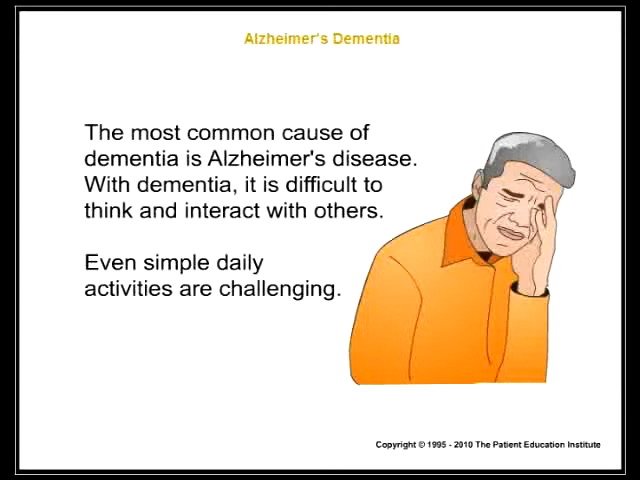 Alzheimer's Dementia
The most common cause of
dementia is Alzheimer's disease.
With dementia, it is difficult to
think and interact with others.
Even simple daily
activities are challenging.
Copyright © 1995 - 2010 The Patient Education Institute